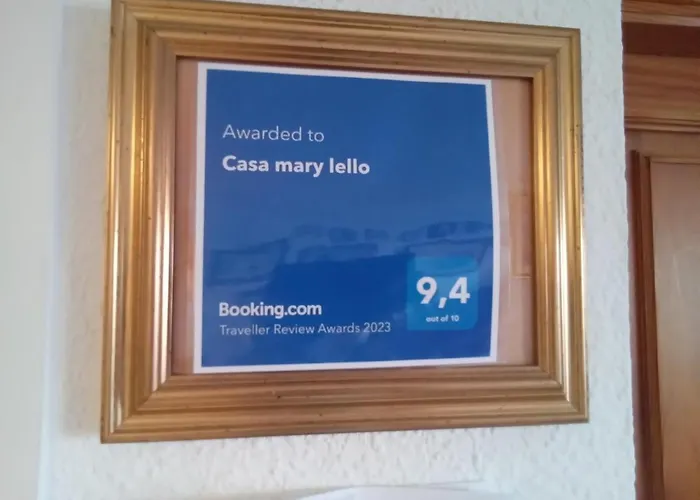 Awarded to
Casa mary lello
Booking.com
Traveller Review Awards 2023
9,4
out of 10